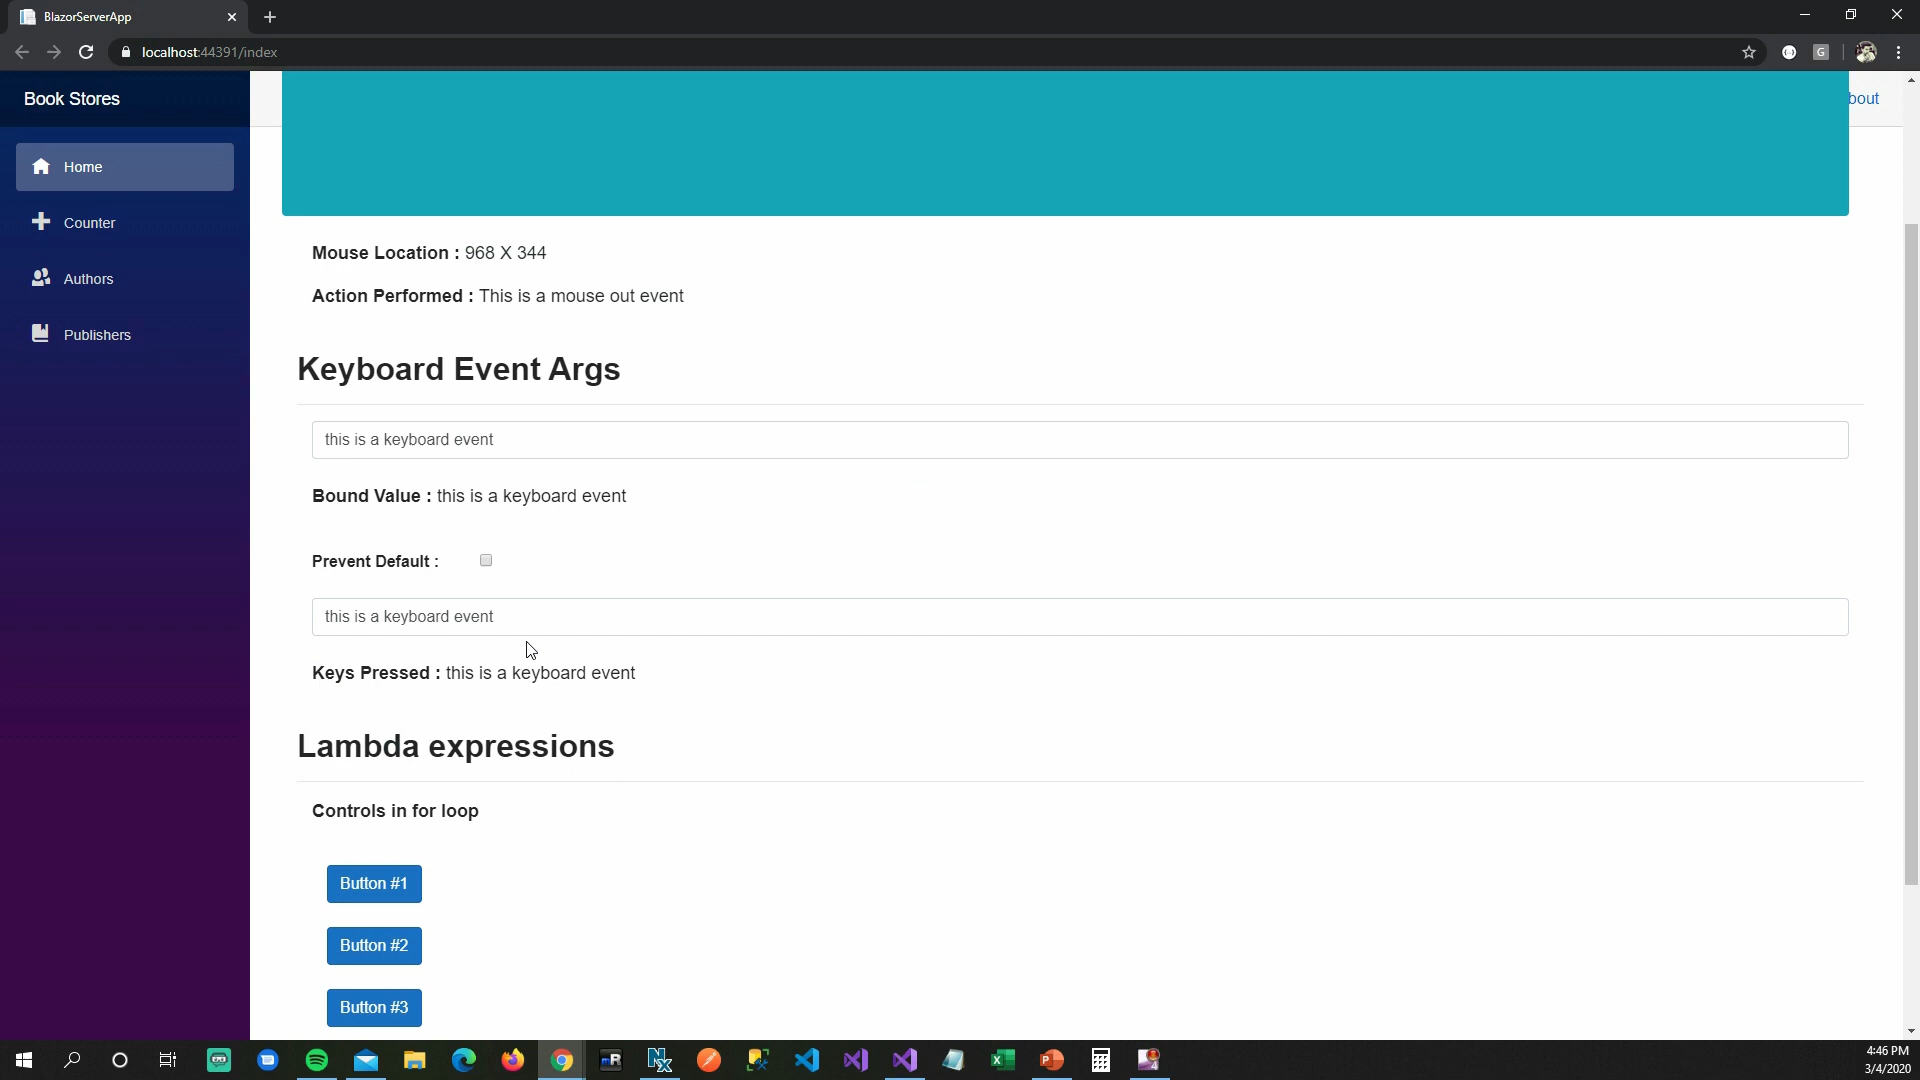 BlazorServerApp
localhost:44391/index
G
Book Stores
bout
Home
Counter
Authors
Publishers
Mouse Location : 968 X 344
Action Performed : This is a mouse out event
Keyboard Event Args
this is a keyboard event
Bound Value : this is a keyboard event
Prevent Default :
this is a keyboard event
Keys Pressed : this is a keyboard event
Lambda expressions
Controls in for loop
Button #1
Button #2
Button #3
4:46 PM
3/4/2020